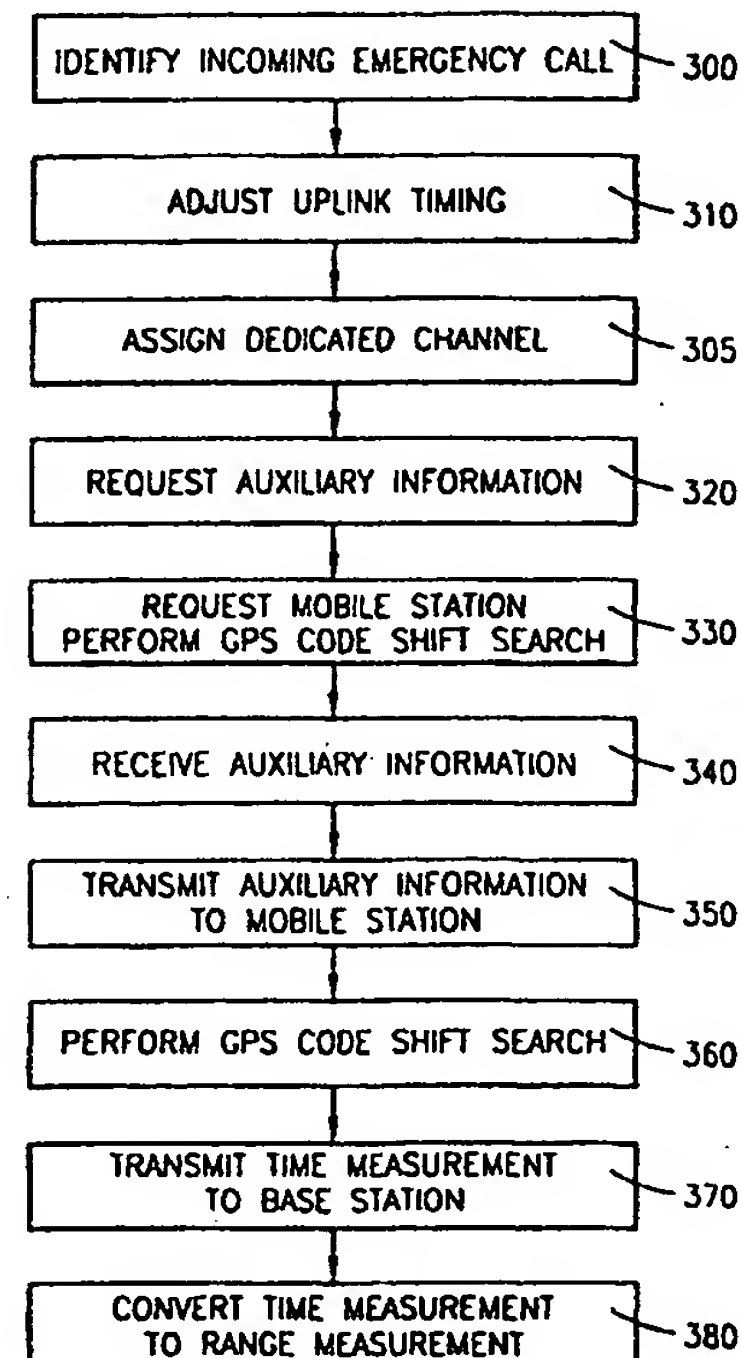 IDENTIFY INCOMING EMERGENCY CALL 300
ADJUST UPLINK TIMING 310
ASSIGN DEDICATED CHANNEL 305
REQUEST AUXILIARY INFORMATION 320
REQUEST MOBILE STATION
PERFORM GPS CODE SHIFT SEARCH 330
RECEIVE AUXILIARY INFORMATION 340
TRANSMIT AUXILIARY INFORMATION
TO MOBILE STATION 350
PERFORM GPS CODE SHIFT SEARCH 360
TRANSMIT TIME MEASUREMENT
TO BASE STATION 370
CONVERT TIME MEASUREMENT
TO RANGE MEASUREMENT 380